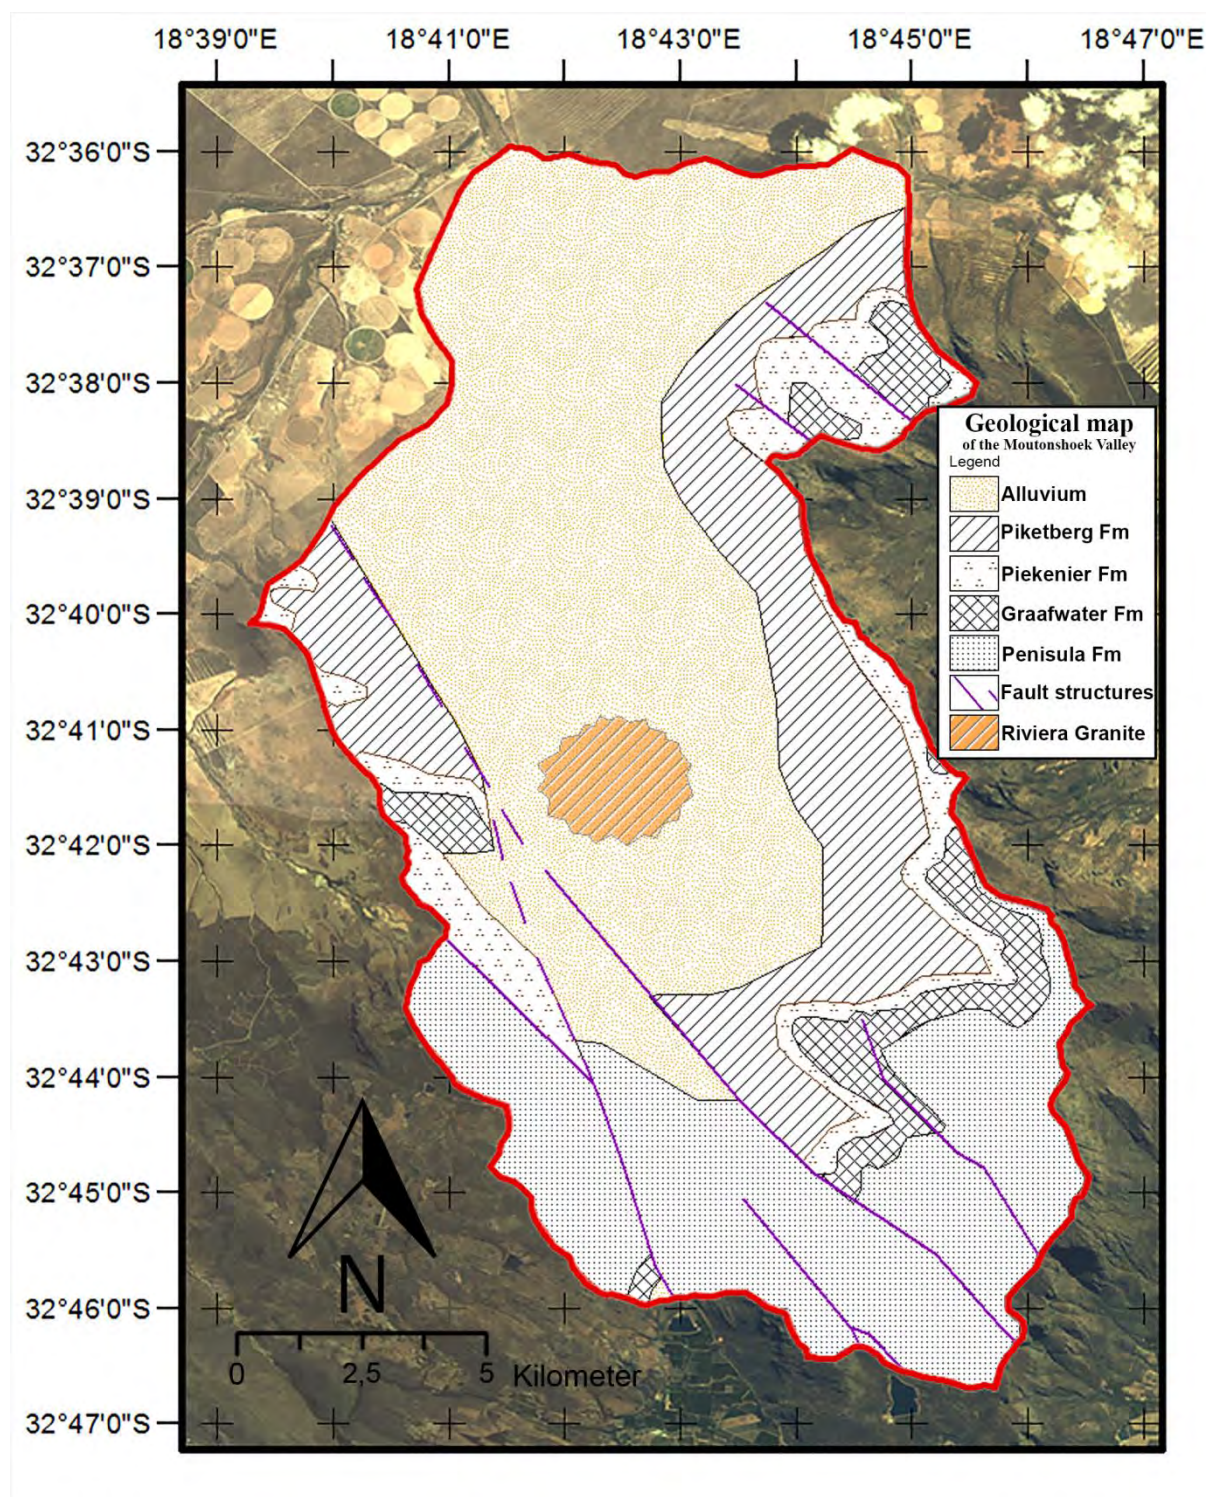 18°39'0"E 18°41'0"E 18°43'0"E 18°45'0"E 18°47'0"E
32°36'0"S
32°37'0"S
32°38'0"S
Geological map
of the Moutonshoek Valley
Legend
Alluvium
32°39'0"S
Piketberg Fm
Piekenier Fm
32°40'0"S
Graafwater Fm
Penisula Fm
Fault structures
32°41'0"S
Riviera Granite
32°42'0"S
32°43'0"S
32°44'0"S
32°45'0"S
N
32°46'0"S
0 2,5 5 Kilometer
32°47'0"S